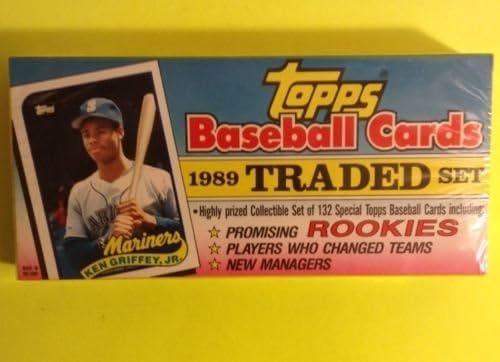 Topps
Topps
Baseball Cards
1989 TRADED SET
• Highly prized Collectible Set of 132 Special Topps Baseball Cards including:
☆ PROMISING ROOKIES
☆ PLAYERS WHO CHANGED TEAMS
☆ NEW MANAGERS
Mariners
KEN GRIFFEY, JR.